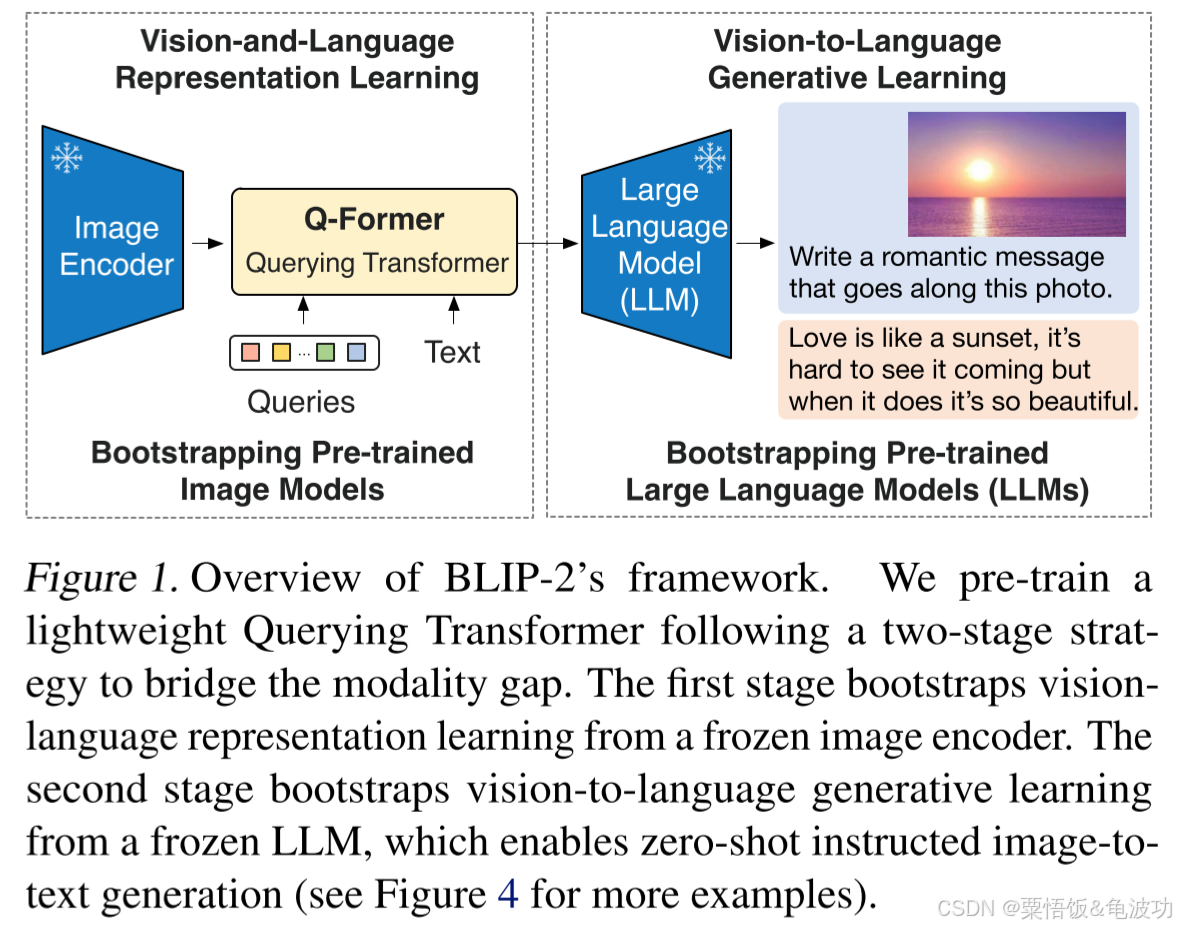 Vision-and-Language
Representation Learning
Image
Encoder
Q-Former
Querying Transformer
...
Queries
Text
Bootstrapping Pre-trained
Image Models
Vision-to-Language
Generative Learning
Large
Language
Model
(LLM)
Write a romantic message
that goes along this photo.
Love is like a sunset, it's
hard to see it coming but
when it does it's so beautiful.
Bootstrapping Pre-trained
Large Language Models (LLMs)
Figure 1. Overview of BLIP-2's framework. We pre-train a
lightweight Querying Transformer following a two-stage strat-
egy to bridge the modality gap. The first stage bootstraps vision-
language representation learning from a frozen image encoder. The
second stage bootstraps vision-to-language generative learning
from a frozen LLM, which enables zero-shot instructed image-to-
text generation (see Figure 4 for more examples).
CSDN @粟悟饭&龟波功